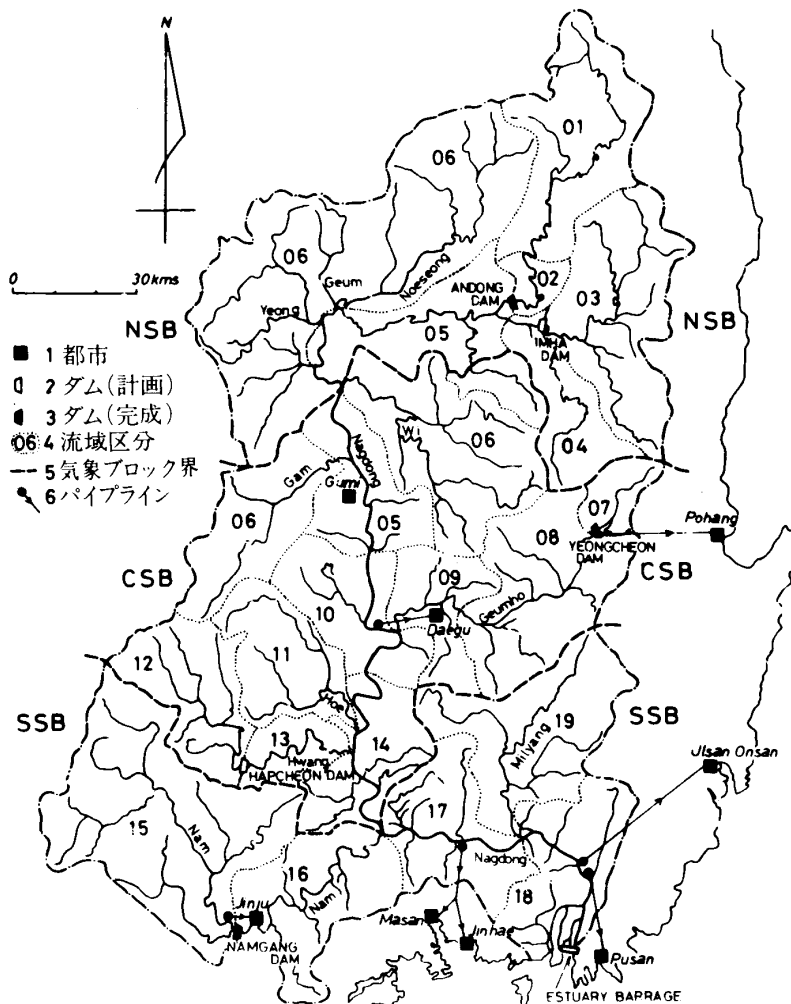 N
0 30kms
01
06
06
Geum
Noeseong
ANDONG
DAM
02
03
Yeong
NSB
NSB
05
IMHA
DAM
■ 1 都市
2 ダム(計画)
3 ダム(完成)
06 4 流域区分
5 気象ブロック界
6 パイプライン
Wi
06
04
Nagdong
Gam
Gumi
06
05
07
08
YEONGCHEON
DAM
Pohang
CSB
CSB
09
10
Geumho
Daegu
11
12
Hoe
SSB
SSB
13
Hwang
HAPCHEON DAM
14
Milyang
19
Ulsan Onsan
15
Nam
17
Nagdong
16
Nam
18
Jinju
NAMGANG
DAM
Masan
Jinhae
Pusan
ESTUARY BAPRAGE